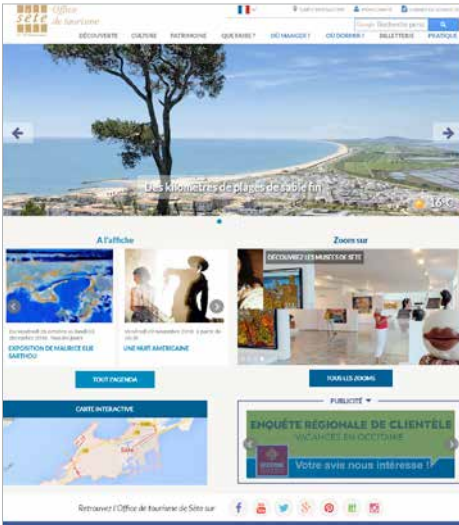 sète
Office
de tourisme
DÉCOUVERTE CULTURE PATRIMOINE QUE FAIRE ? OÙ MANGER ? OÙ DORMIR ? BILLETTERIE PRATIQUE
Des kilomètres de plages de sable fin
16°C
A l'affiche
EXPOSITION DE MAURICE ELIE
SARTHOU
UNE NUIT AMERICAINE
TOUT L'AGENDA
Zoom sur
DÉCOUVREZ LES MUSÉES DE SÈTE
TOUS LES ZOOMS
CARTE INTERACTIVE
Sète
PUBLICITÉ
ENQUÊTE RÉGIONALE DE CLIENTÈLE
VACANCES EN OCCITANIE
Votre avis nous intéresse !
Retrouvez l'Office de tourisme de Sète sur